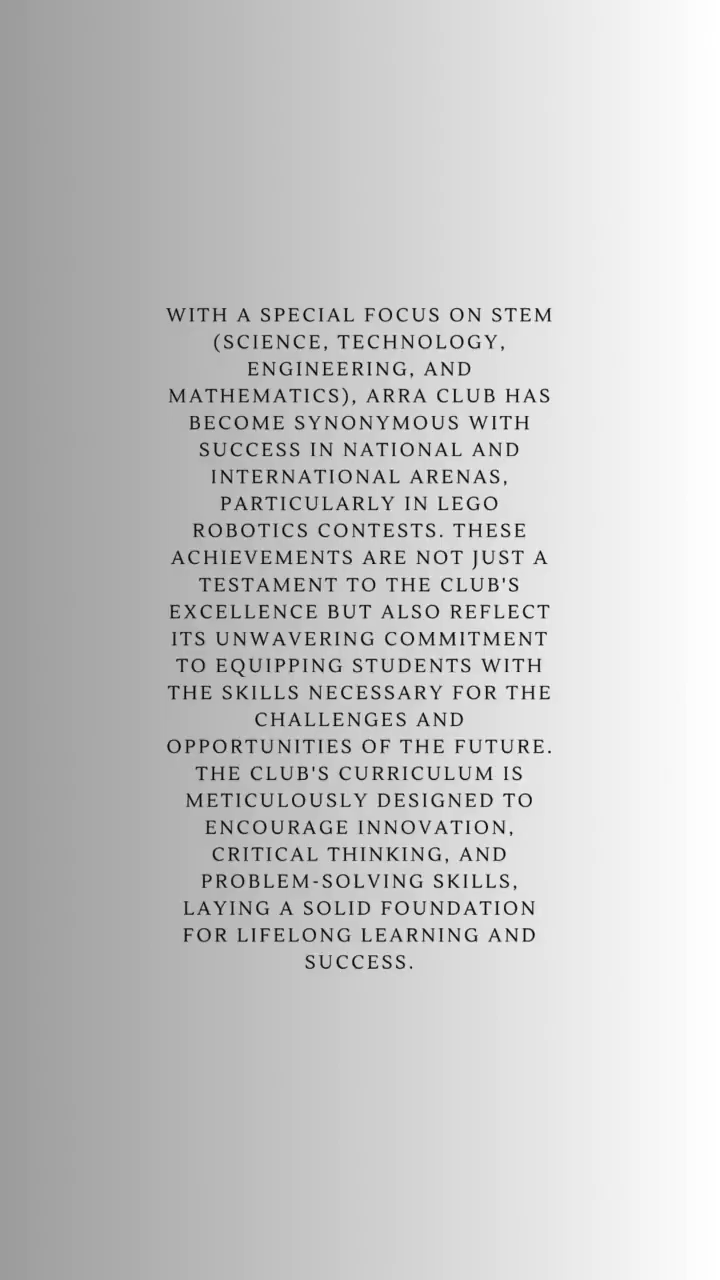 WITH A SPECIAL FOCUS ON STEM
(SCIENCE, TECHNOLOGY,
ENGINEERING, AND
MATHEMATICS), ARRA CLUB HAS
BECOME SYNONYMOUS WITH
SUCCESS IN NATIONAL AND
INTERNATIONAL ARENAS,
PARTICULARLY IN LEGO
ROBOTICS CONTESTS. THESE
ACHIEVEMENTS ARE NOT JUST A
TESTAMENT TO THE CLUB'S
EXCELLENCE BUT ALSO REFLECT
ITS UNWAVERING COMMITMENT
TO EQUIPPING STUDENTS WITH
THE SKILLS NECESSARY FOR THE
CHALLENGES AND
OPPORTUNITIES OF THE FUTURE.
THE CLUB'S CURRICULUM IS
METICULOUSLY DESIGNED TO
ENCOURAGE INNOVATION,
CRITICAL THINKING, AND
PROBLEM-SOLVING SKILLS,
LAYING A SOLID FOUNDATION
FOR LIFELONG LEARNING AND
SUCCESS.